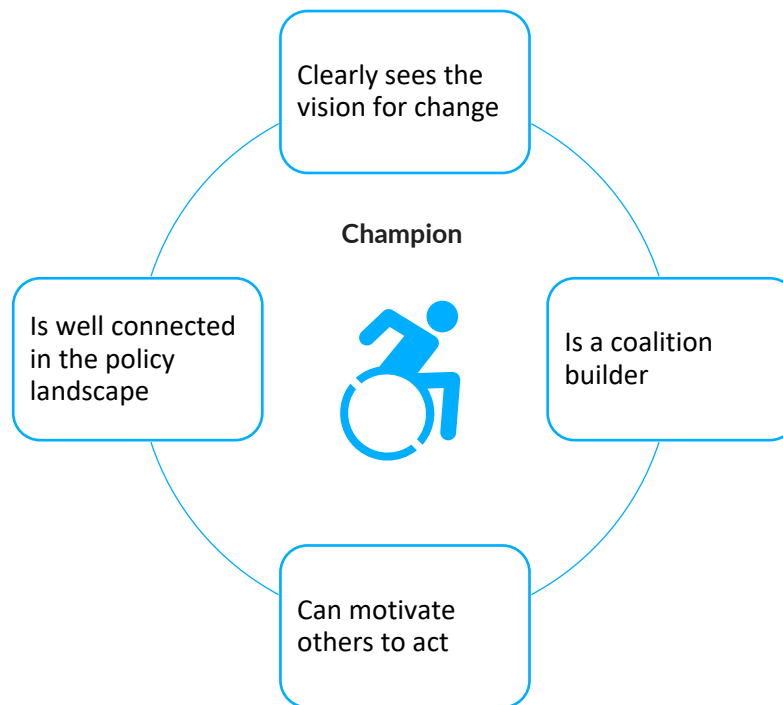 Clearly sees the
vision for change
Champion
Is well connected
in the policy
landscape
Is a coalition
builder
Can motivate
others to act